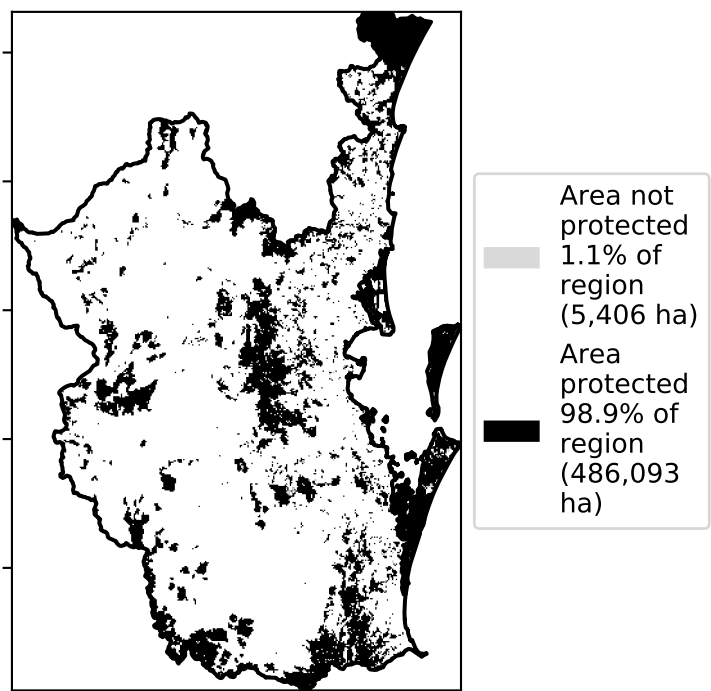 Area not
protected
1.1% of
region
(5,406 ha)
Area
protected
98.9% of
region
(486,093
ha)